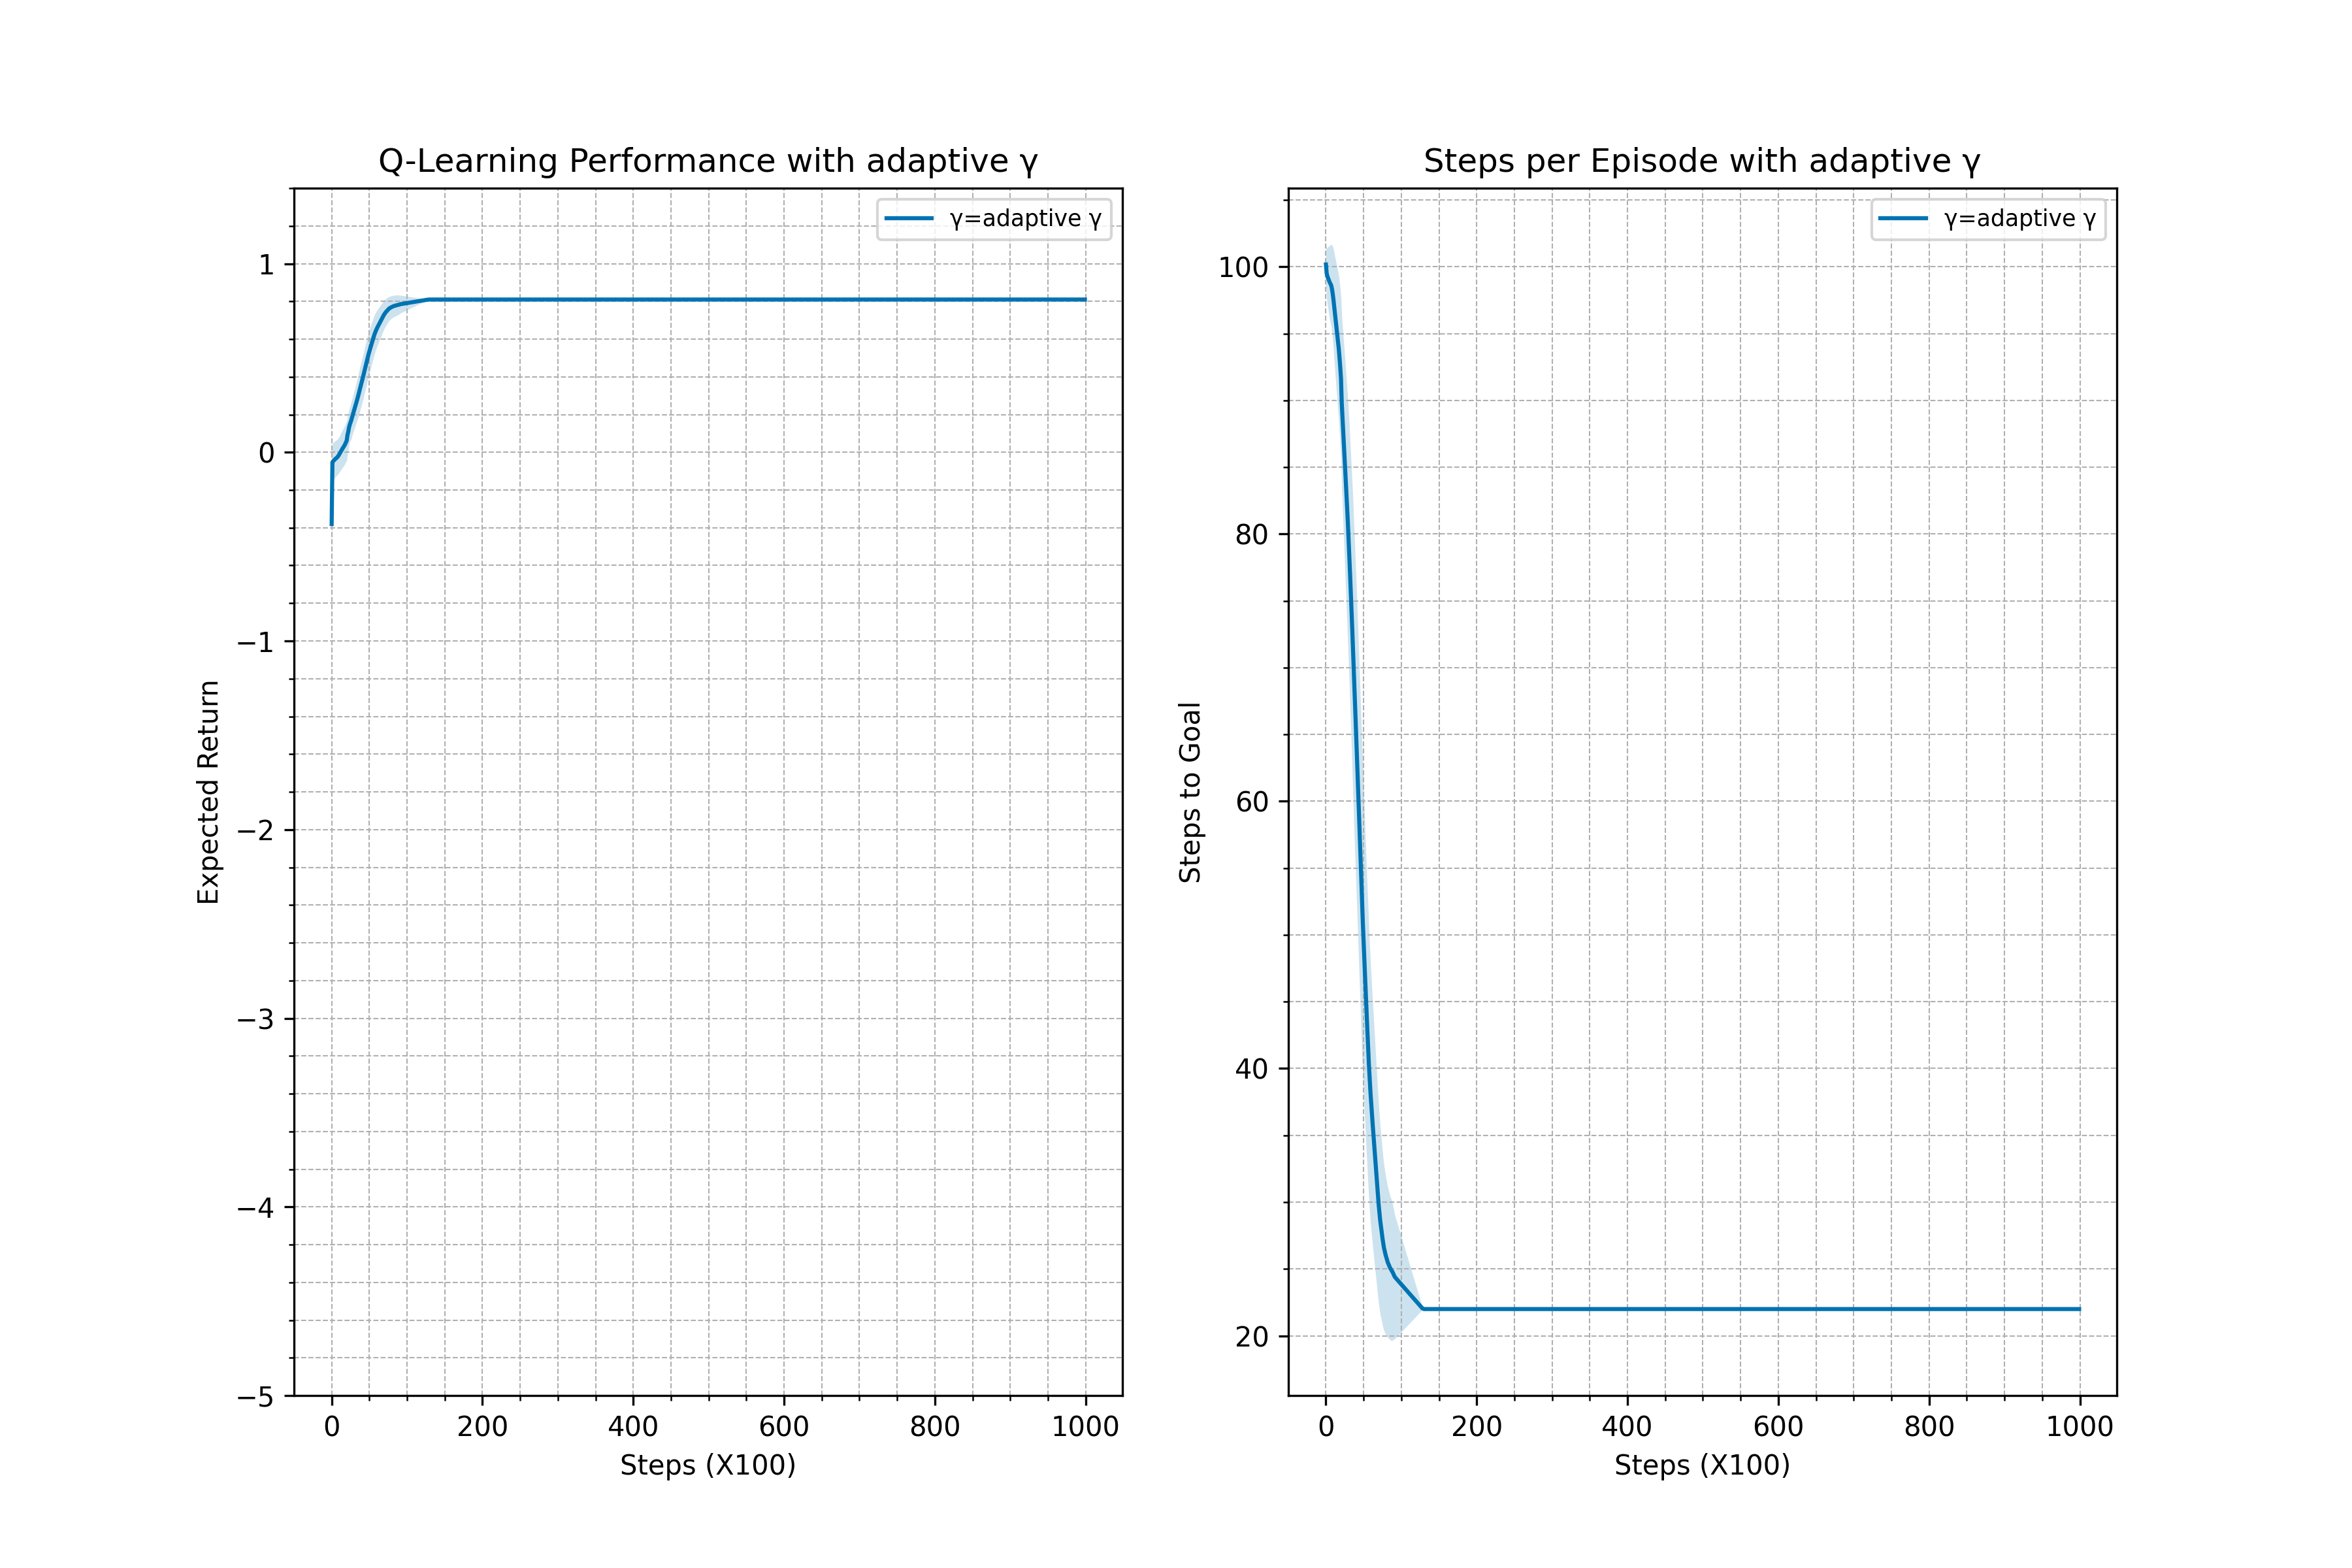 Q-Learning Performance with adaptive γ
γ=adaptive γ
Expected Return
1
0
−1
−2
−3
−4
−5
0 200 400 600 800 1000
Steps (X100)
Steps per Episode with adaptive γ
γ=adaptive γ
Steps to Goal
100
80
60
40
20
0 200 400 600 800 1000
Steps (X100)